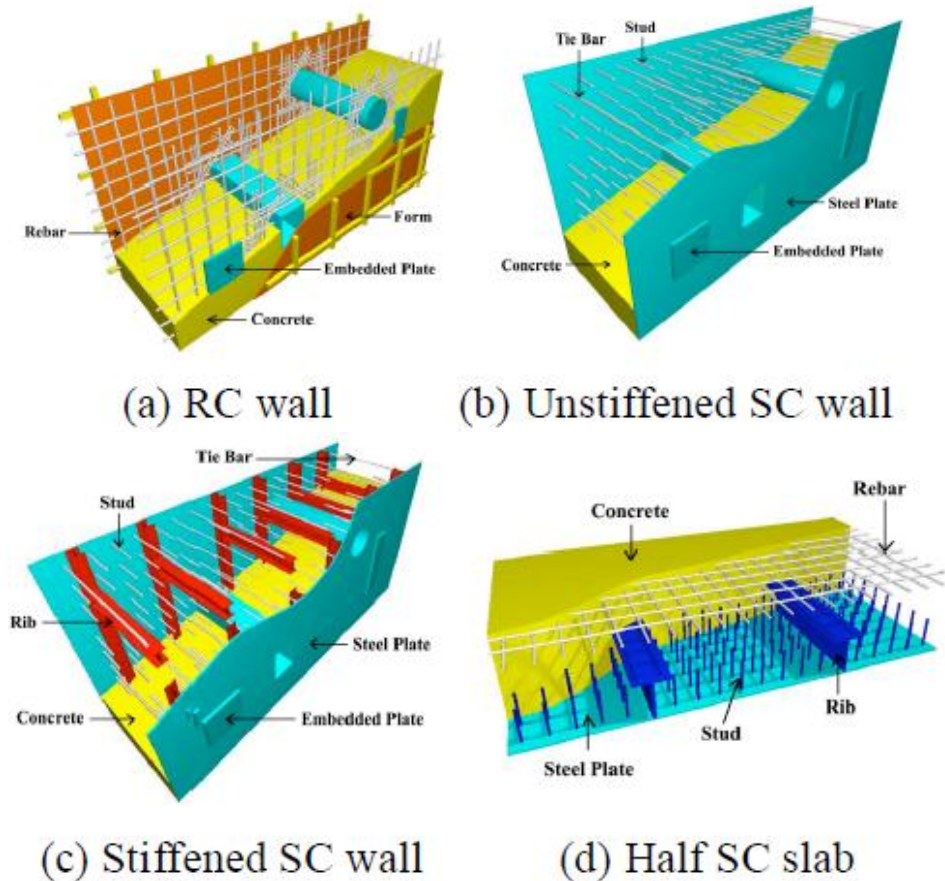 Rebar
Form
Embedded Plate
Concrete
(a) RC wall
Tie Bar
Stud
Steel Plate
Concrete
Embedded Plate
(b) Unstiffened SC wall
Tie Bar
Stud
Rib
Steel Plate
Concrete
Embedded Plate
(c) Stiffened SC wall
Concrete
Rebar
Rib
Stud
Steel Plate
(d) Half SC slab